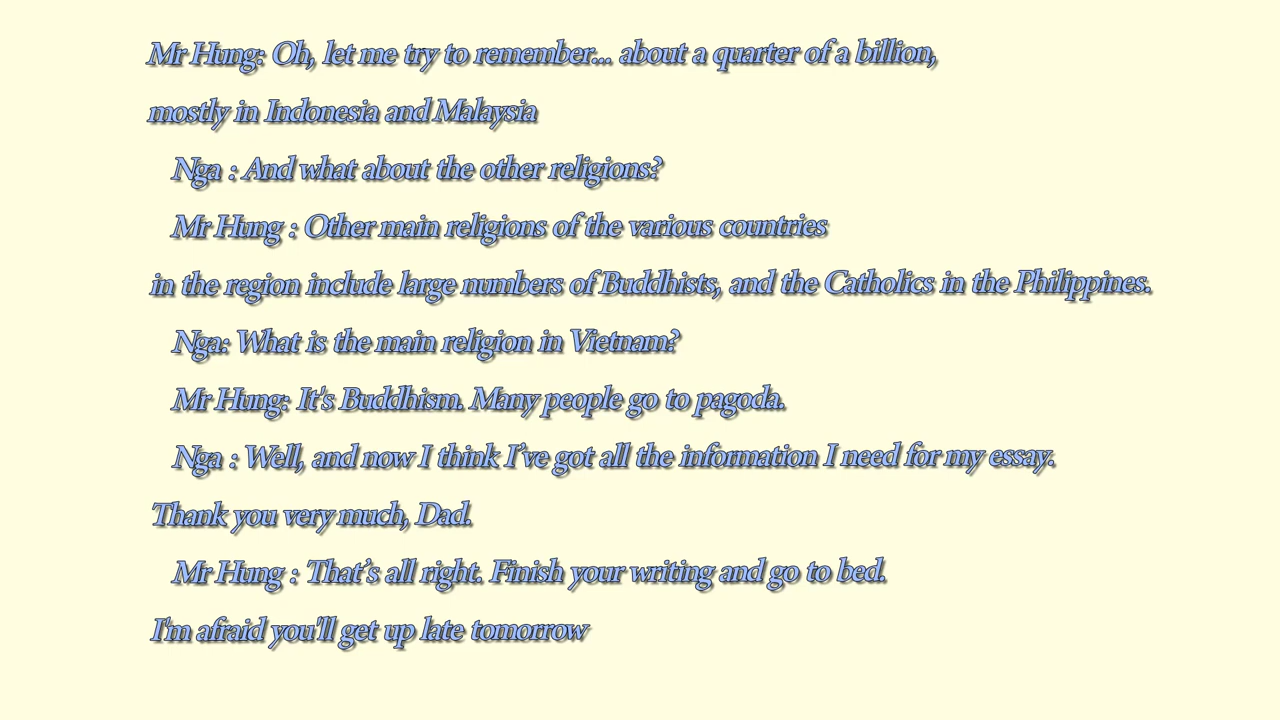 Mr Hung: Oh, let me try to remember... about a quarter of a billion,
mostly in Indonesia and Malaysia
Nga : And what about the other religions?
Mr Hung : Other main religions of the various countries
in the region include large numbers of Buddhists, and the Catholics in the Philippines.
Nga: What is the main religion in Vietnam?
Mr Hung: It's Buddhism. Many people go to pagoda.
Nga : Well, and now I think I’ve got all the information I need for my essay.
Thank you very much, Dad.
Mr Hung : That’s all right. Finish your writing and go to bed.
I'm afraid you'll get up late tomorrow